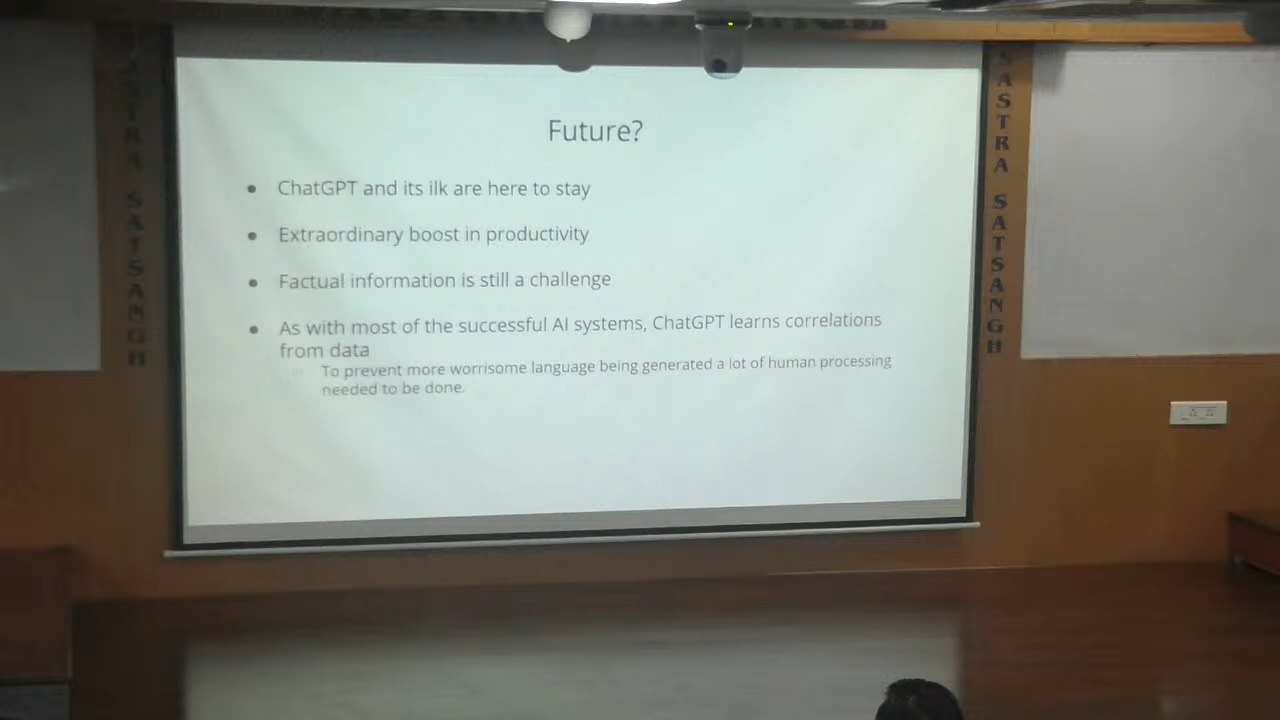 Future?
ChatGPT and its ilk are here to stay
Extraordinary boost in productivity
Factual information is still a challenge
As with most of the successful AI systems, ChatGPT learns correlations
from data
To prevent more worrisome language being generated a lot of human processing
needed to be done.
SASTRA SATSANGH
SASTRA SATSANGH